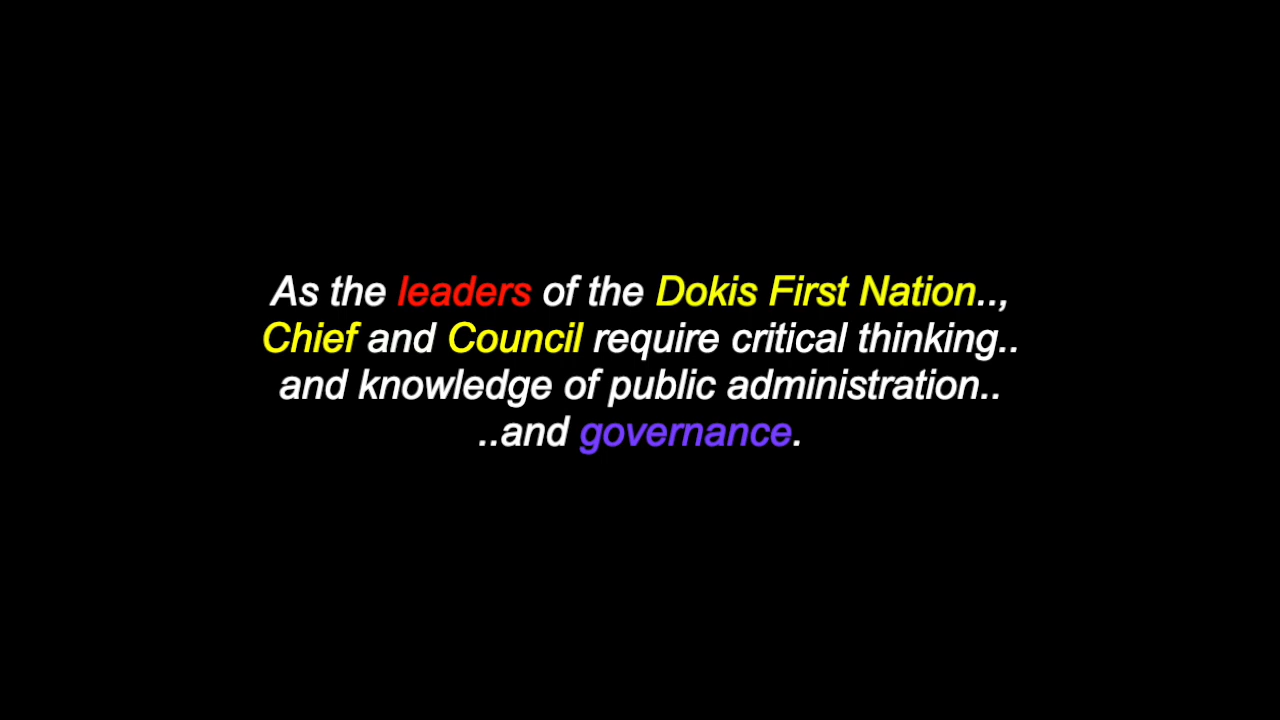 As the leaders of the Dokis First Nation..,
Chief and Council require critical thinking..
and knowledge of public administration..
..and governance.